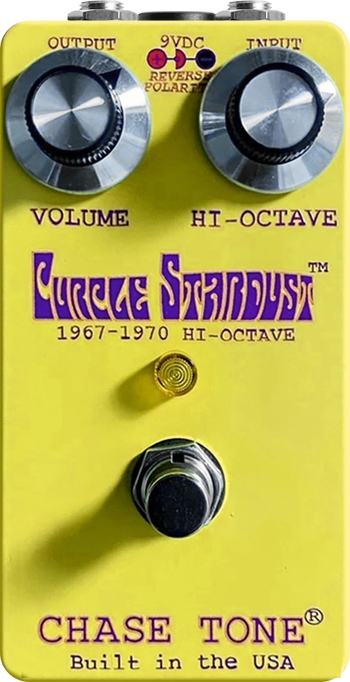 OUTPUT 9VDC INPUT
REVERSE
POLARITY
VOLUME HI-OCTAVE
PURPLE STARDUST™
1967-1970 HI-OCTAVE
CHASE TONE®
Built in the USA